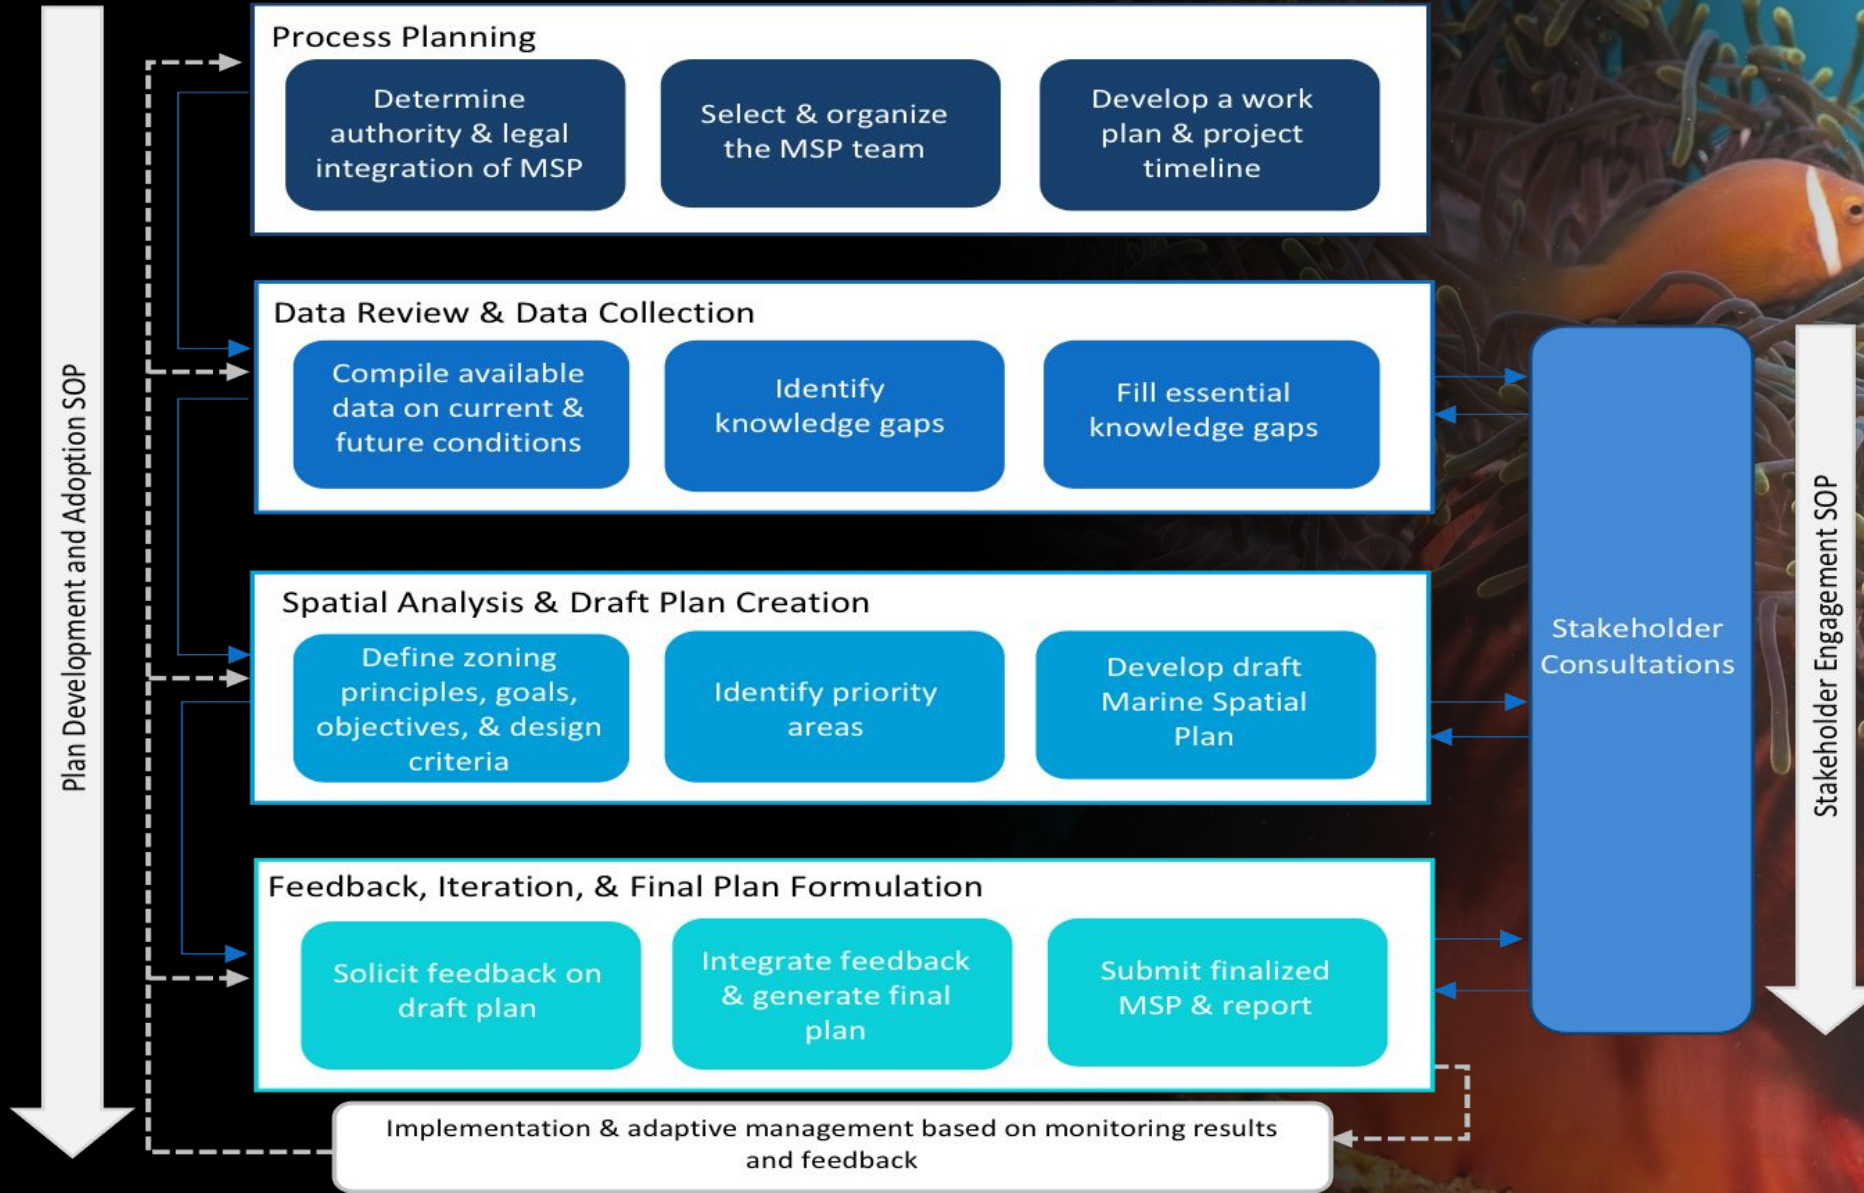 Plan Development and Adoption SOP
Process Planning
Determine
authority & legal
integration of MSP
Select & organize
the MSP team
Develop a work
plan & project
timeline
Data Review & Data Collection
Compile available
data on current &
future conditions
Identify
knowledge gaps
Fill essential
knowledge gaps
Spatial Analysis & Draft Plan Creation
Define zoning
principles, goals,
objectives, & design
criteria
Identify priority
areas
Develop draft
Marine Spatial
Plan
Feedback, Iteration, & Final Plan Formulation
Solicit feedback on
draft plan
Integrate feedback
& generate final
plan
Submit finalized
MSP & report
Implementation & adaptive management based on monitoring results
and feedback
Stakeholder
Consultations
Stakeholder Engagement SOP